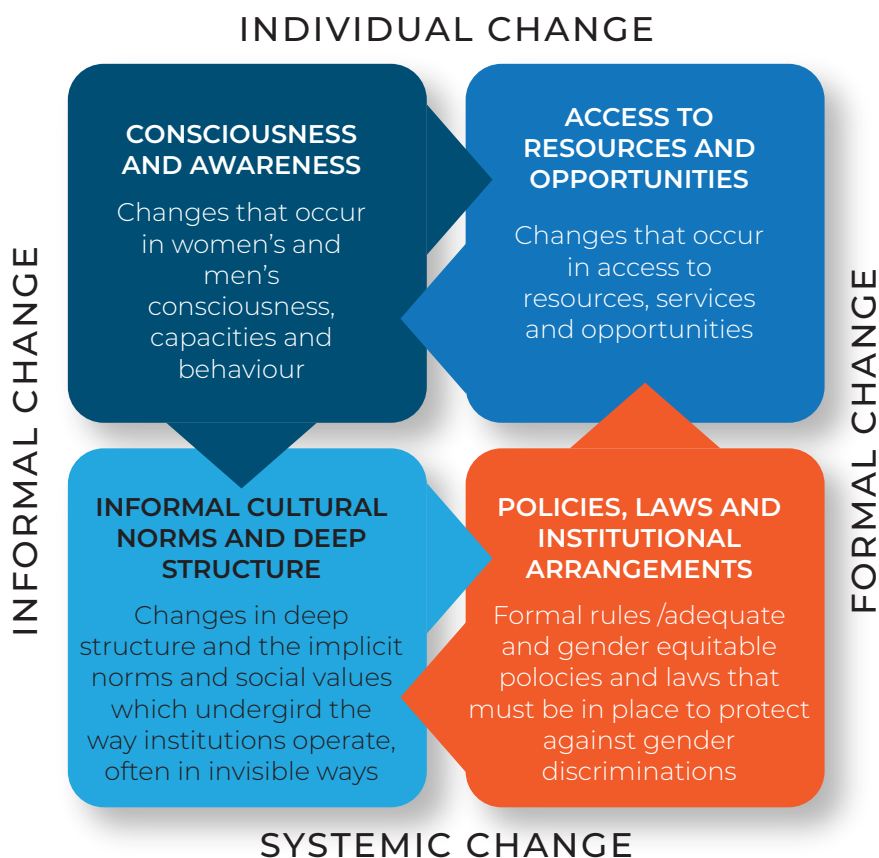 INDIVIDUAL CHANGE
INFORMAL CHANGE
CONSCIOUSNESS
AND AWARENESS
Changes that occur
in women’s and
men’s
consciousness,
capacities and
behaviour
ACCESS TO
RESOURCES AND
OPPORTUNITIES
Changes that occur
in access to
resources, services
and opportunities
FORMAL CHANGE
INFORMAL CULTURAL
NORMS AND DEEP
STRUCTURE
Changes in deep
structure and the implicit
norms and social values
which undergird the
way institutions operate,
often in invisible ways
POLICIES, LAWS AND
INSTITUTIONAL
ARRANGEMENTS
Formal rules /adequate
and gender equitable
polocies and laws that
must be in place to protect
against gender
discriminations
SYSTEMIC CHANGE